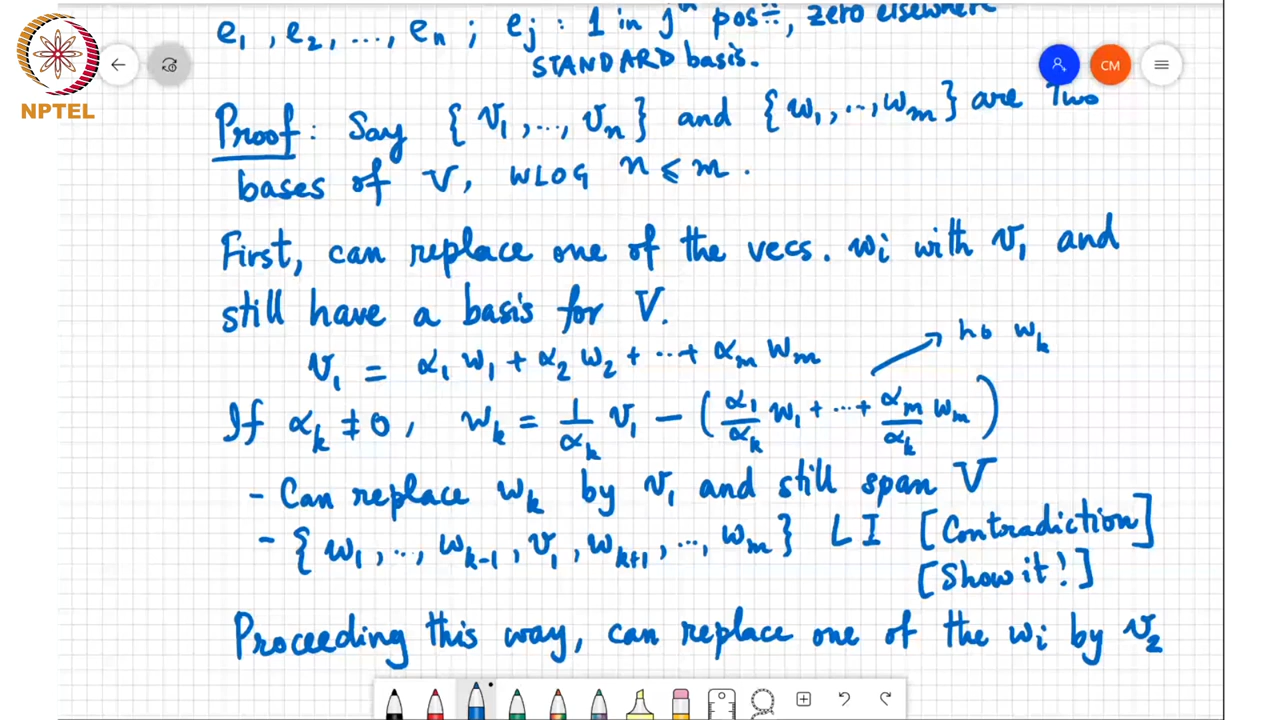 e₁, e₂, ..., eₙ ; eⱼ : 1 in jᵗʰ posⁿ, zero elsewhere
STANDARD basis.
NPTEL
CM
Proof : Say {v₁, ..., vₙ} and {w₁, ..., wₘ} are two
bases of V, WLOG n ≤ m.
First, can replace one of the vecs. wᵢ with v₁ and
still have a basis for V.
v₁ = α₁ w₁ + α₂ w₂ + ... + αₘ wₘ
no wₖ
If αₖ ≠ 0, wₖ = 1/αₖ v₁ − (α₁/αₖ w₁ + ... + αₘ/αₖ wₘ)
- Can replace wₖ by v₁ and still span V
- {w₁, ..., wₖ₋₁, v₁, wₖ₊₁, ..., wₘ} LI [Contradiction]
[Show it!]
Proceeding this way, can replace one of the wᵢ by v₂